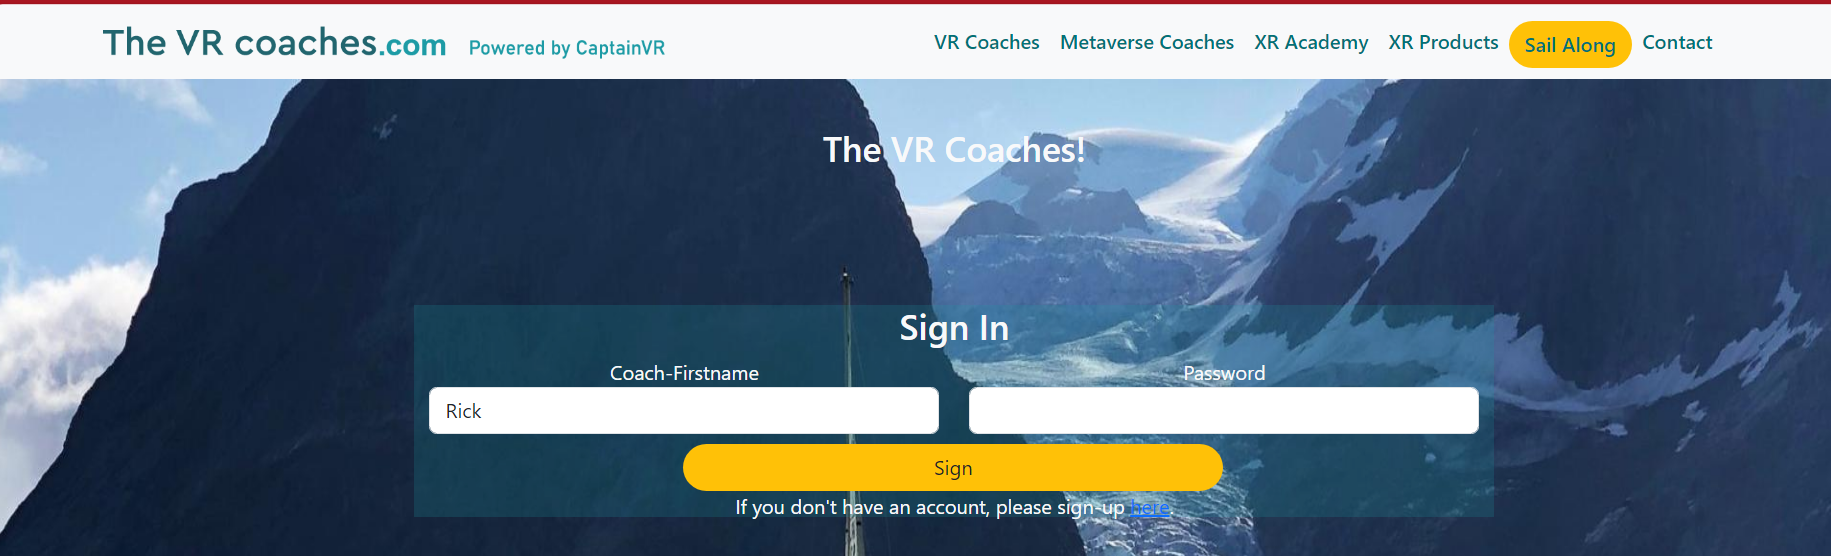 The VR coaches.com Powered by CaptainVR VR Coaches Metaverse Coaches XR Academy XR Products Sail Along Contact
The VR Coaches!
Sign In
Coach-Firstname Password
Rick
Sign
If you don't have an account, please sign-up here.